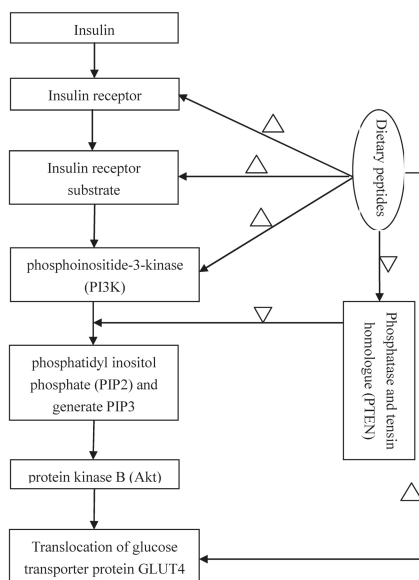 Insulin
Insulin receptor
Insulin receptor
substrate
phosphoinositide-3-kinase
(PI3K)
phosphatidyl inositol
phosphate (PIP2) and
generate PIP3
protein kinase B (Akt)
Translocation of glucose
transporter protein GLUT4
Dietary peptides
Phosphatase and tensin
homologue (PTEN)